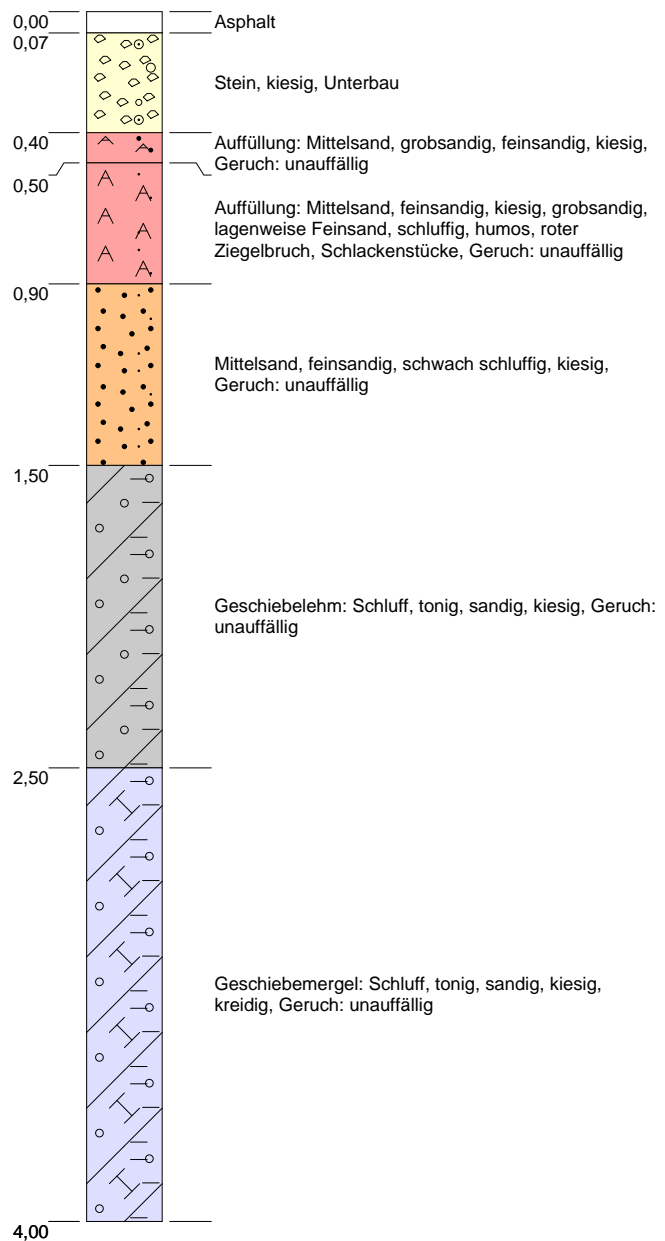 0,00
Asphalt
0,07
Stein, kiesig, Unterbau
0,40
Auffüllung: Mittelsand, grobsandig, feinsandig, kiesig,
Geruch: unauffällig
0,50
Auffüllung: Mittelsand, feinsandig, kiesig, grobsandig,
lagenweise Feinsand, schluffig, humos, roter
Ziegelbruch, Schlackenstücke, Geruch: unauffällig
0,90
Mittelsand, feinsandig, schwach schluffig, kiesig,
Geruch: unauffällig
1,50
Geschiebelehm: Schluff, tonig, sandig, kiesig, Geruch:
unauffällig
2,50
Geschiebemergel: Schluff, tonig, sandig, kiesig,
kreidig, Geruch: unauffällig
4,00